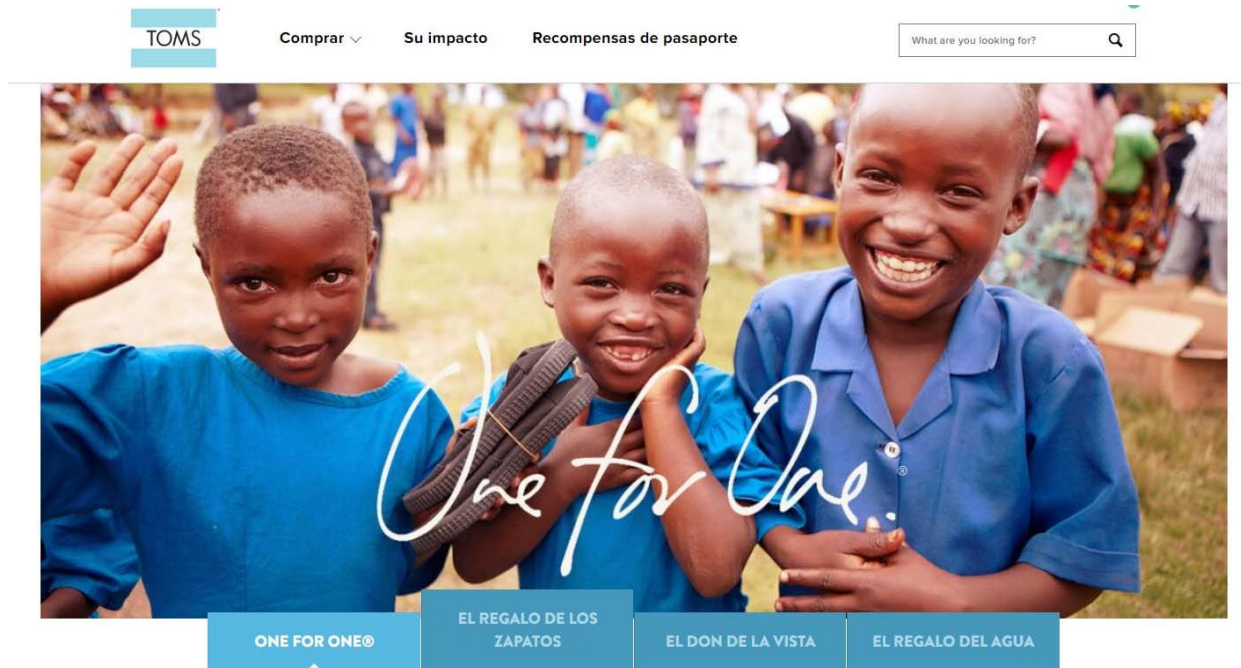 TOMS
Comprar Su impacto Recompensas de pasaporte What are you looking for?
One for One.®
ONE FOR ONE® EL REGALO DE LOS ZAPATOS EL DON DE LA VISTA EL REGALO DEL AGUA